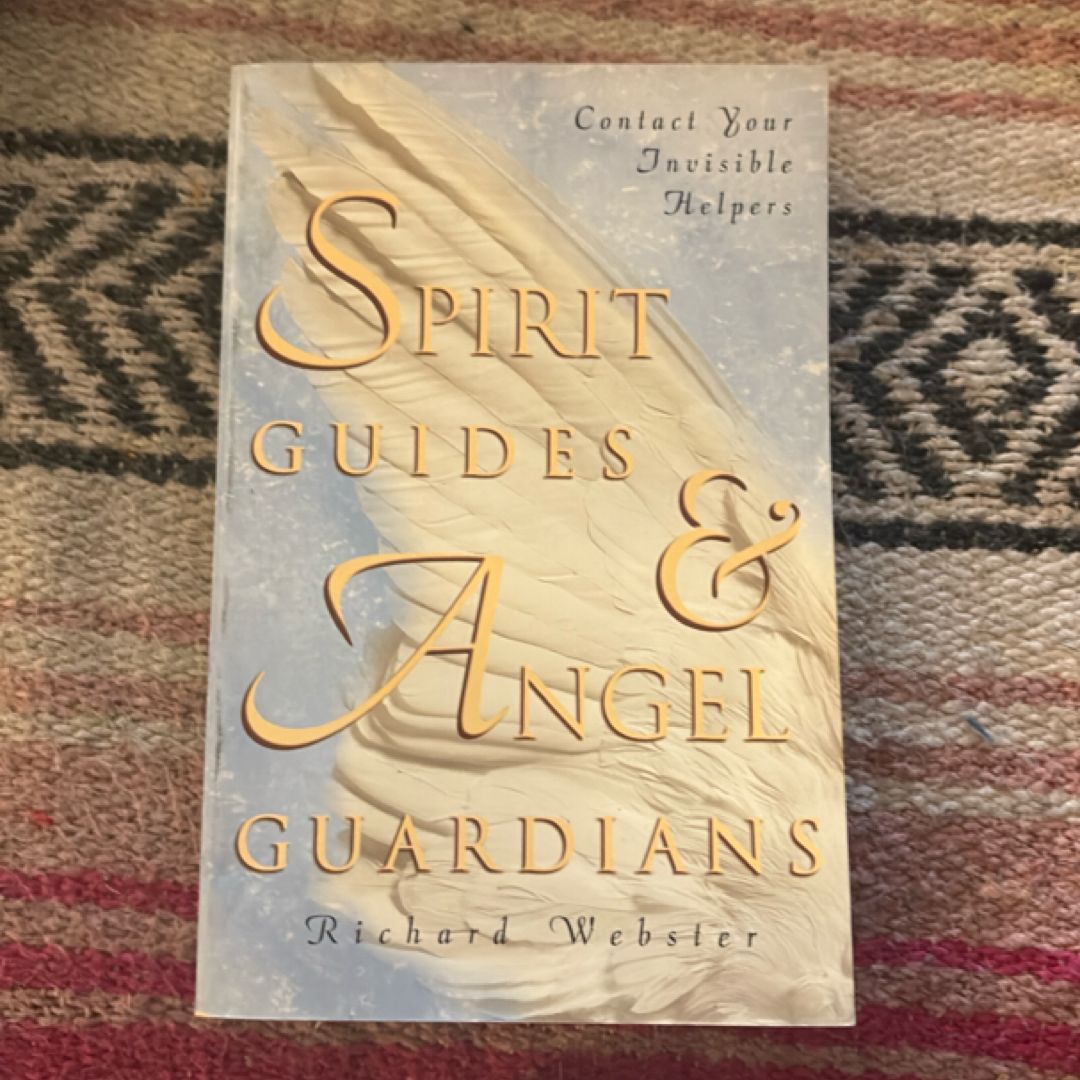 Contact Your
Invisible
Helpers
SPIRIT
GUIDES
&
ANGEL
GUARDIANS
Richard Webster